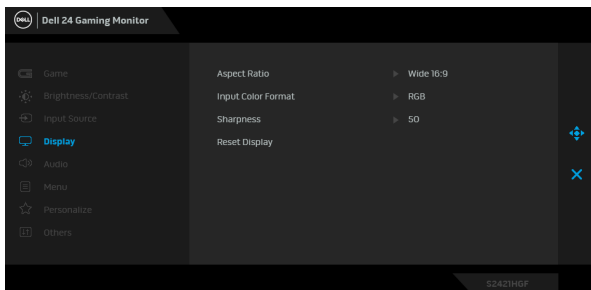 DELL Dell 24 Gaming Monitor
Game
Brightness/Contrast
Input Source
Display
Audio
Menu
Personalize
Others
Aspect Ratio Wide 16:9
Input Color Format RGB
Sharpness 50
Reset Display
S2421HGF